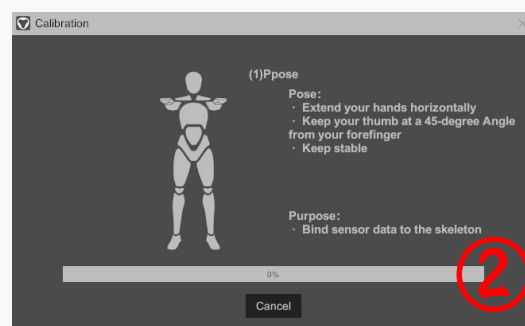 Calibration
(1)Ppose
Pose:
· Extend your hands horizontally
· Keep your thumb at a 45-degree Angle
from your forefinger
· Keep stable
Purpose:
· Bind sensor data to the skeleton
0%
②
Cancel